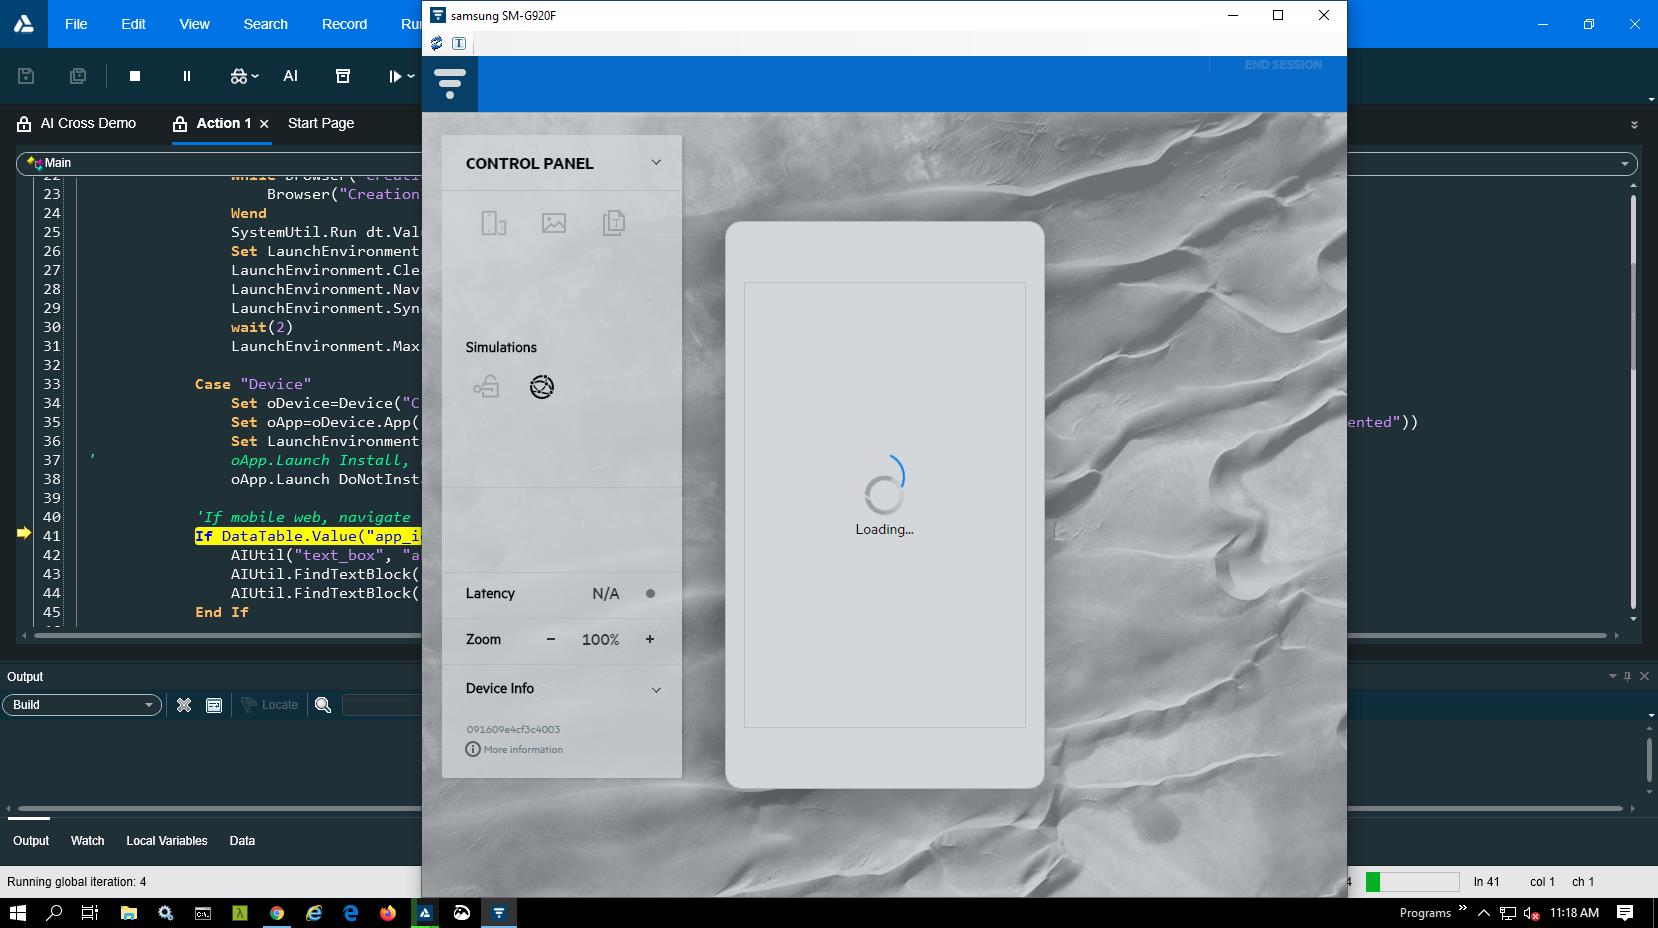 File Edit View Search Record Ru
samsung SM-G920F
T
END SESSION
AI
AI Cross Demo Action 1 Start Page
Main
23 Browser("Creation
24 Wend
25 SystemUtil.Run dt.Val
26 Set LaunchEnvironment
27 LaunchEnvironment.Cle
28 LaunchEnvironment.Nav
29 LaunchEnvironment.Syn
30 wait(2)
31 LaunchEnvironment.Max
32
33 Case "Device"
34 Set oDevice=Device("C
35 Set oApp=oDevice.App( ented"))
36 Set LaunchEnvironment
37 ' oApp.Launch Install,
38 oApp.Launch DoNotInst
39
40 'If mobile web, navigate
41 If DataTable.Value("app_i
42 AIUtil("text_box", "a
43 AIUtil.FindTextBlock(
44 AIUtil.FindTextBlock(
45 End If
CONTROL PANEL
T
Simulations
Latency N/A
Zoom - 100% +
Device Info
091609e4cf3c4003
More information
Loading...
Output
Build Locate
Output Watch Local Variables Data
Running global iteration: 4 4 ln 41 col 1 ch 1
Programs 11:18 AM